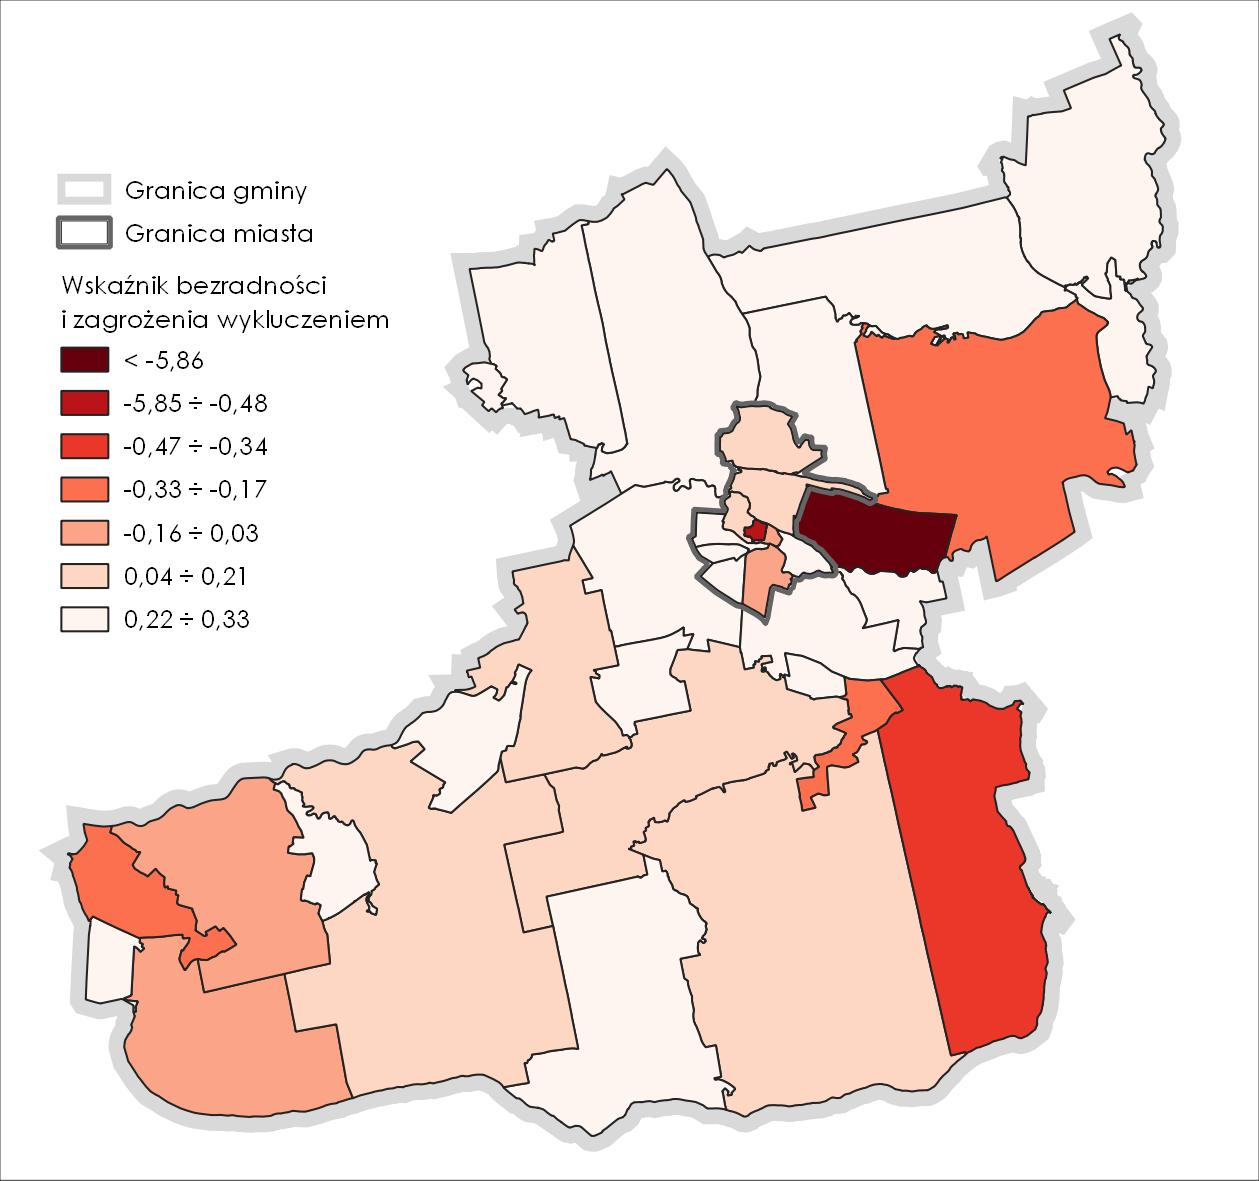 Granica gminy
Granica miasta
Wskaźnik bezradności
i zagrożenia wykluczeniem
< -5,86
-5,85 ÷ -0,48
-0,47 ÷ -0,34
-0,33 ÷ -0,17
-0,16 ÷ 0,03
0,04 ÷ 0,21
0,22 ÷ 0,33